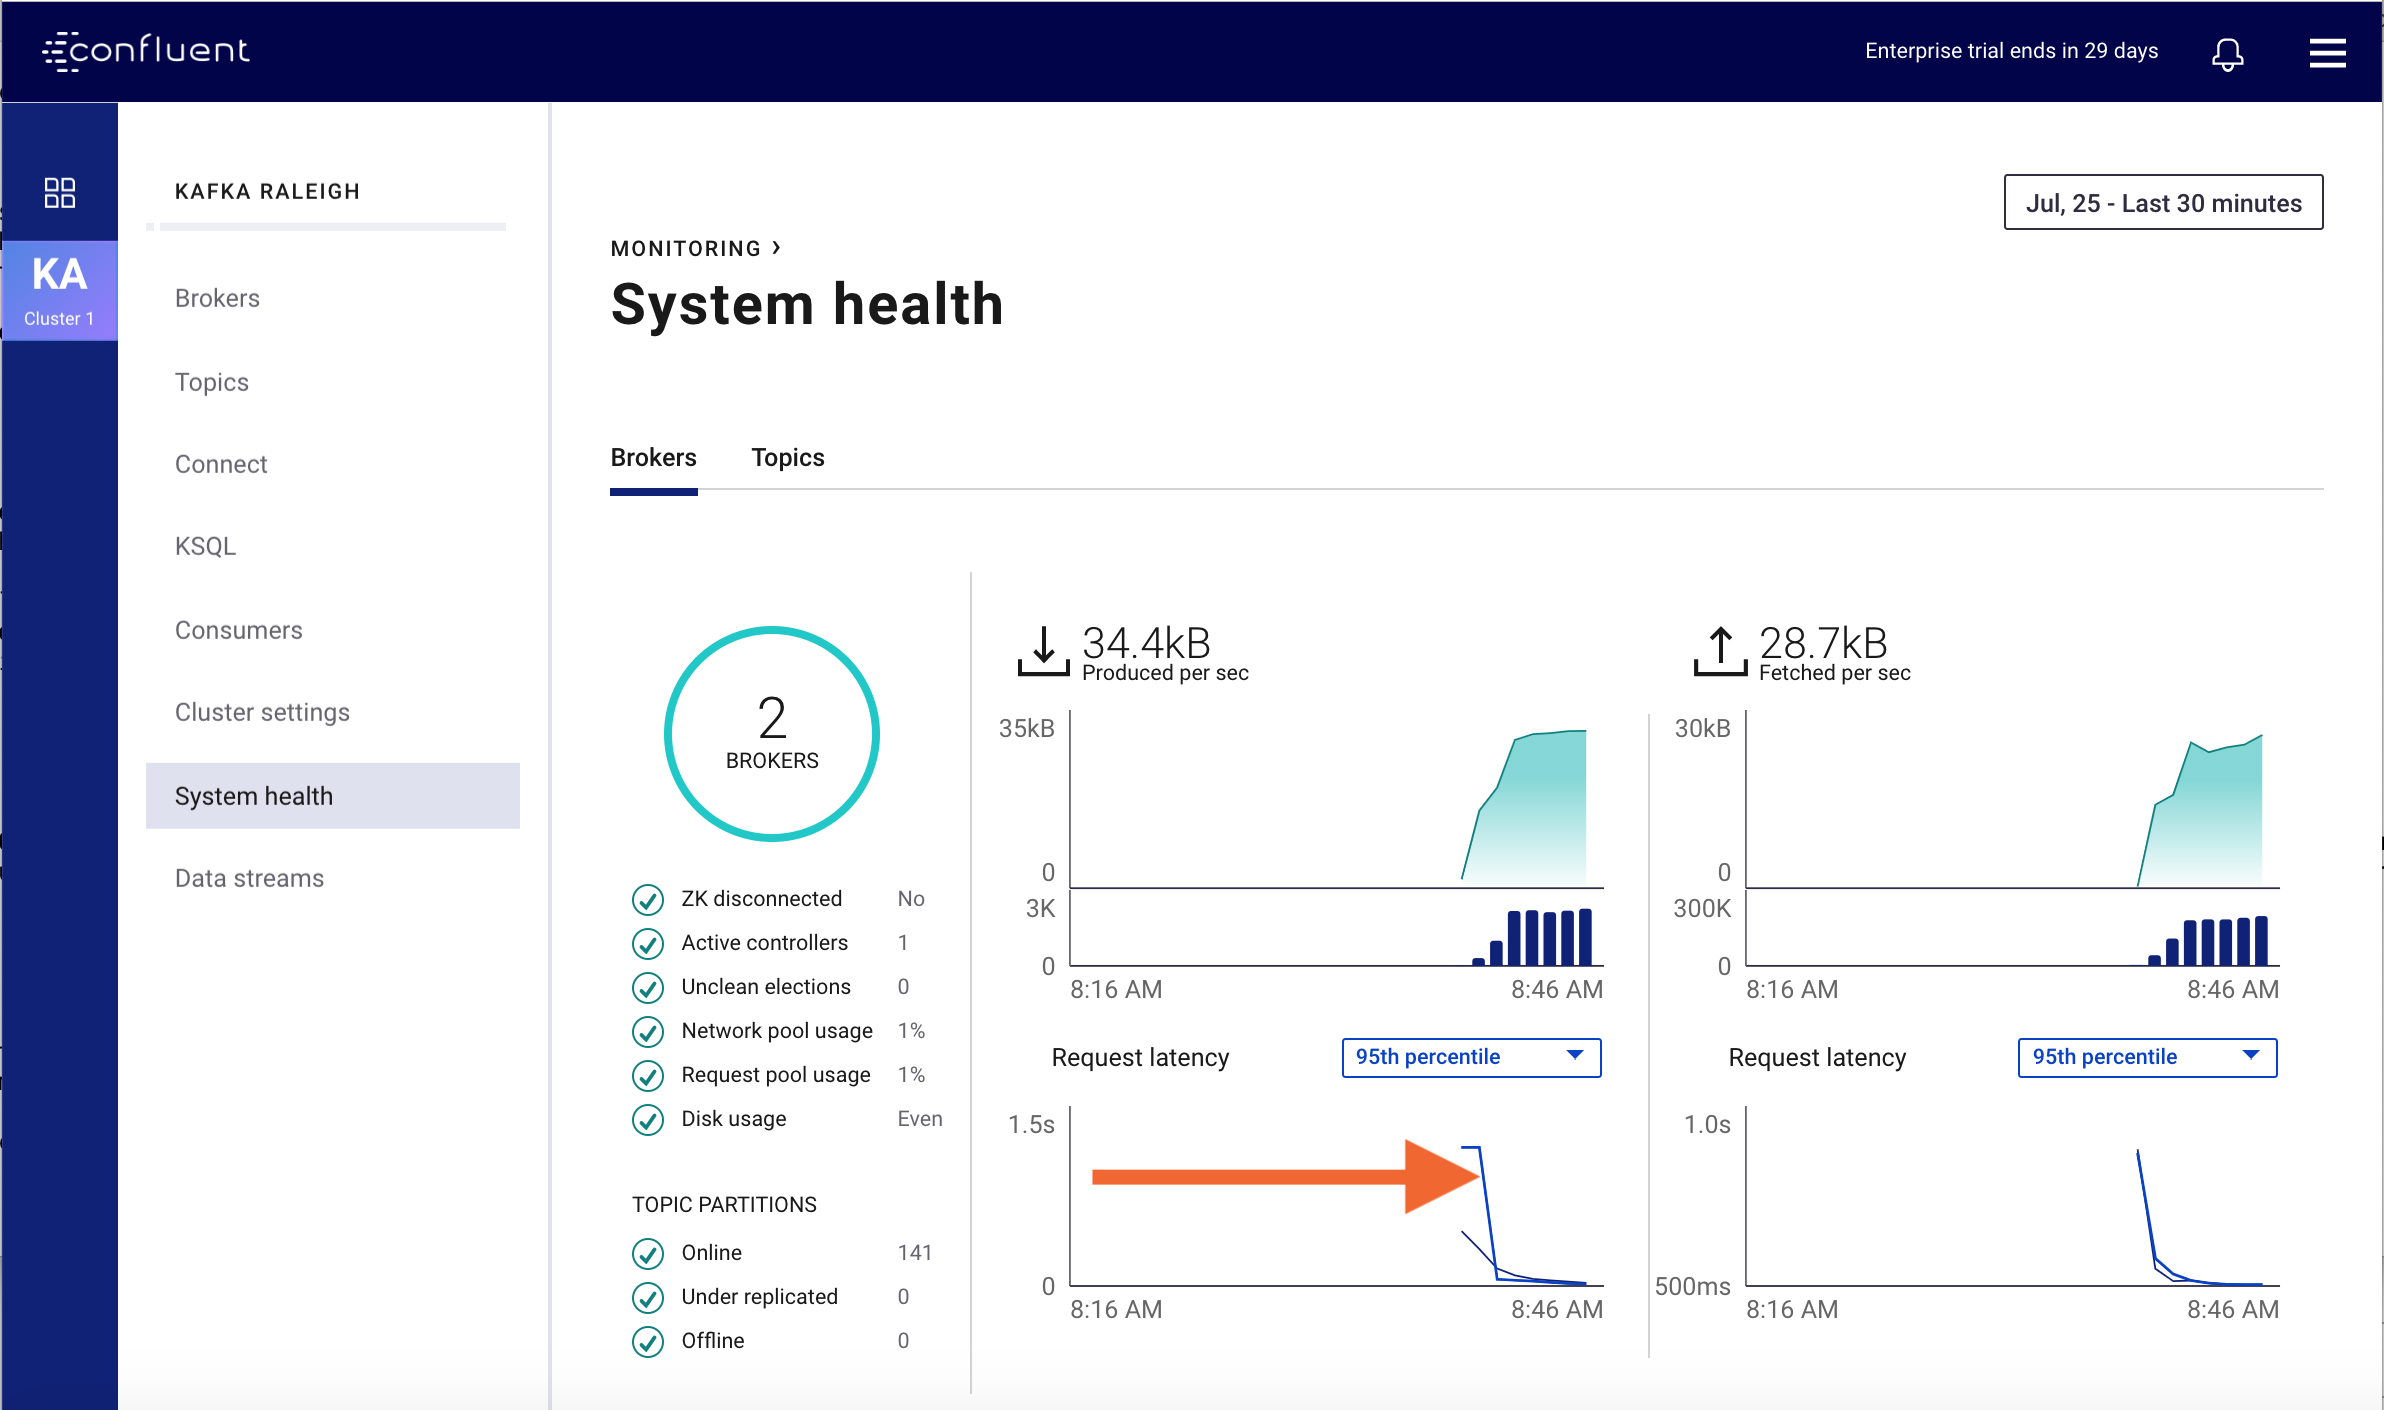 confluent
Enterprise trial ends in 29 days
KA
Cluster 1
KAFKA RALEIGH
Brokers
Topics
Connect
KSQL
Consumers
Cluster settings
System health
Data streams
Jul, 25 - Last 30 minutes
MONITORING ›
System health
Brokers Topics
2
BROKERS
ZK disconnected No
Active controllers 1
Unclean elections 0
Network pool usage 1%
Request pool usage 1%
Disk usage Even
TOPIC PARTITIONS
Online 141
Under replicated 0
Offline 0
34.4kB
Produced per sec
35kB
0
3K
0
8:16 AM 8:46 AM
Request latency 95th percentile
1.5s
0
8:16 AM 8:46 AM
28.7kB
Fetched per sec
30kB
0
300K
0
8:16 AM 8:46 AM
Request latency 95th percentile
1.0s
500ms
8:16 AM 8:46 AM